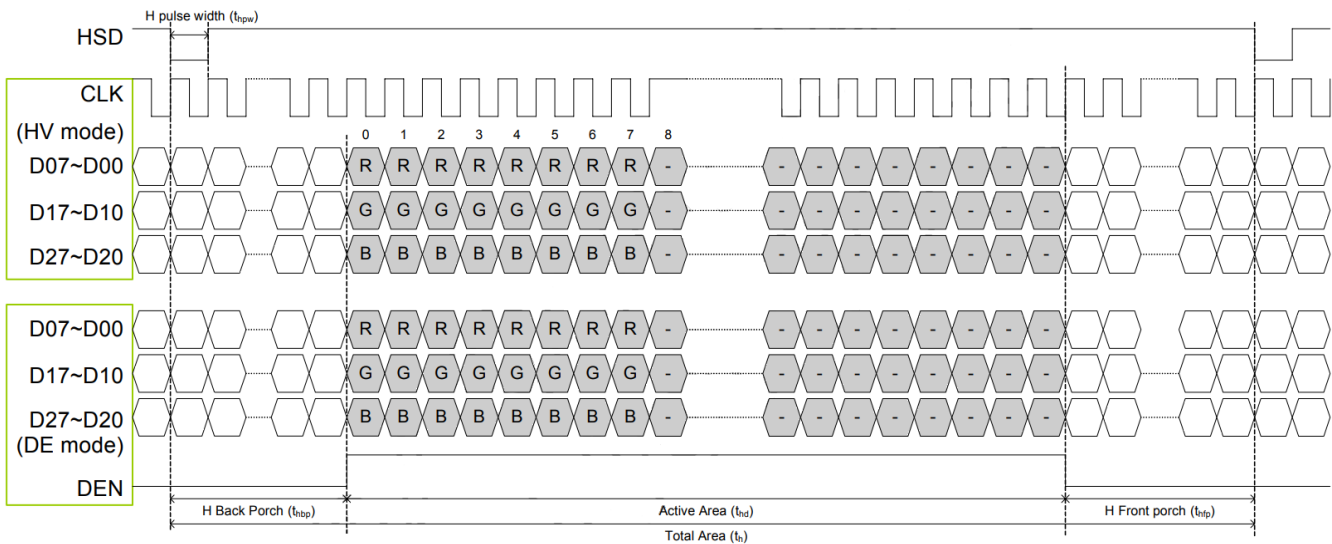 H pulse width (thpw)
HSD
CLK
(HV mode)
0 1 2 3 4 5 6 7 8
D07~D00 R R R R R R R R - - - - - - - - -
D17~D10 G G G G G G G G - - - - - - - - -
D27~D20 B B B B B B B B - - - - - - - - -
D07~D00 R R R R R R R R - - - - - - - - -
D17~D10 G G G G G G G G - - - - - - - - -
D27~D20 B B B B B B B B - - - - - - - - -
(DE mode)
DEN
H Back Porch (thbp) Active Area (thd) H Front porch (thfp)
Total Area (th)